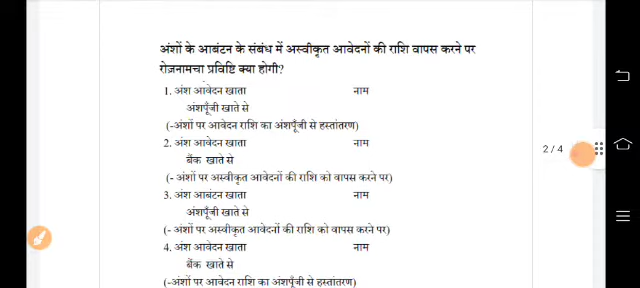 अंशों के आबंटन के संबंध में अस्वीकृत आवेदनों की राशि वापस करने पर
रोज़नामचा प्रविष्टि क्या होगी?
1. अंश आवेदन खाता नाम
अंशपूँजी खाते से
(-अंशों पर आवेदन राशि का अंशपूँजी से हस्तांतरण)
2. अंश आवेदन खाता नाम
बैंक खाते से
(- अंशों पर अस्वीकृत आवेदनों की राशि को वापस करने पर)
3. अंश आबंटन खाता नाम
अंशपूँजी खाते से
(- अंशों पर अस्वीकृत आवेदनों की राशि को वापस करने पर)
4. अंश आवेदन खाता नाम
बैंक खाते से
(-अंशों पर आवेदन राशि का अंशपूँजी से हस्तांतरण)
2/4